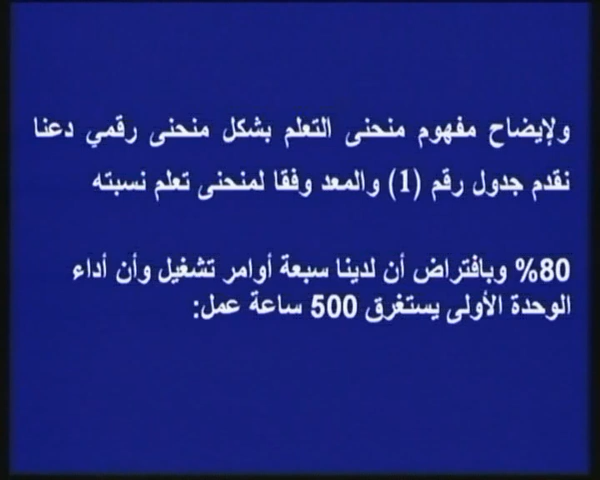 ولإيضاح مفهوم منحنى التعلم بشكل منحنى رقمي دعنا
نقدم جدول رقم (1) والمعد وفقا لمنحنى تعلم نسبته
80% وبافتراض أن لدينا سبعة أوامر تشغيل وأن أداء
الوحدة الأولى يستغرق 500 ساعة عمل: